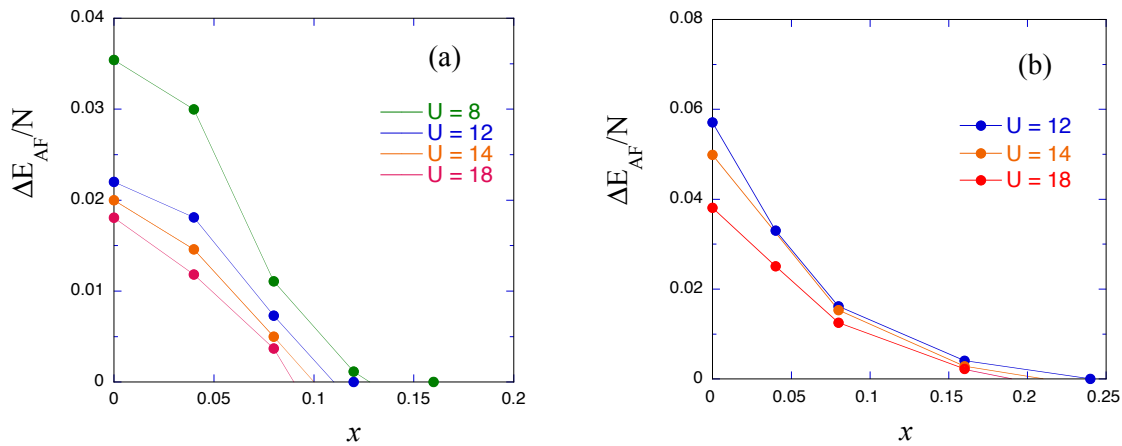 0.04
0.03
0.02
0.01
0
ΔE_AF/N
(a)
U = 8
U = 12
U = 14
U = 18
0
0.05
0.1
0.15
0.2
x
0.08
0.06
0.04
0.02
0
ΔE_AF/N
(b)
U = 12
U = 14
U = 18
0
0.05
0.1
0.15
0.2
0.25
x